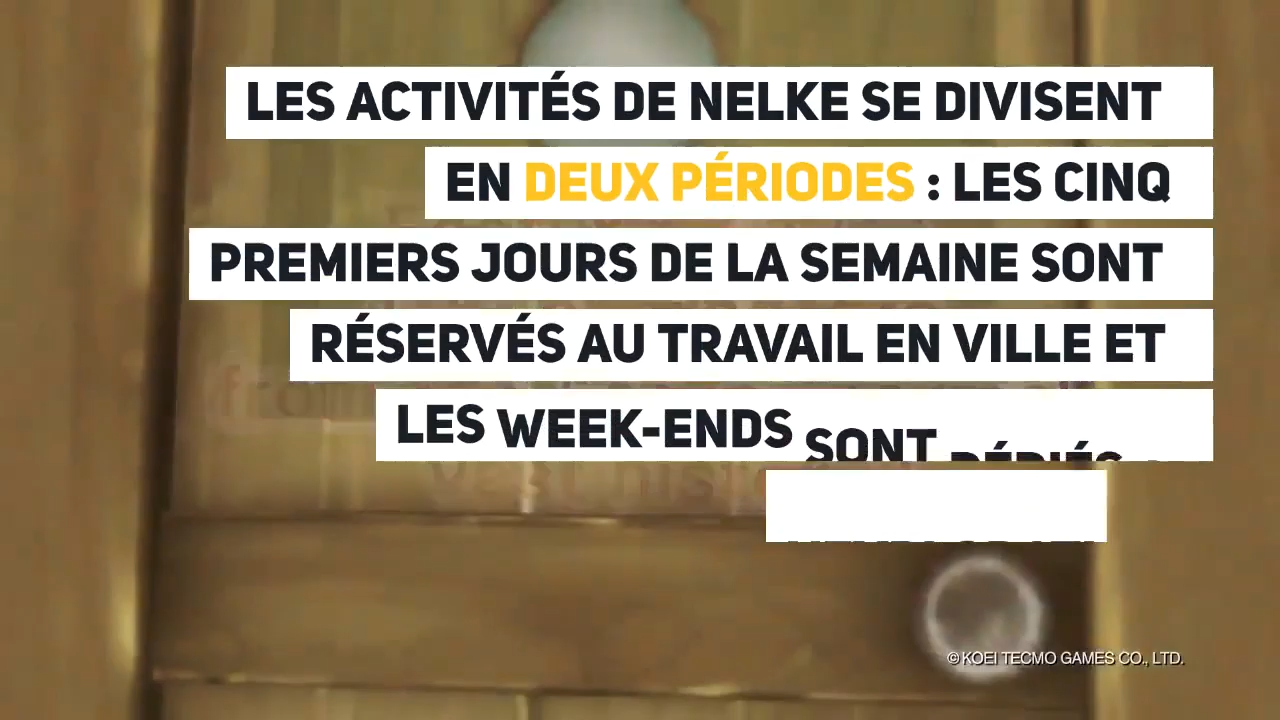 LES ACTIVITÉS DE NELKE SE DIVISENT
EN DEUX PÉRIODES : LES CINQ
PREMIERS JOURS DE LA SEMAINE SONT
RÉSERVÉS AU TRAVAIL EN VILLE ET
LES WEEK-ENDS SONT
© KOEI TECMO GAMES CO., LTD.